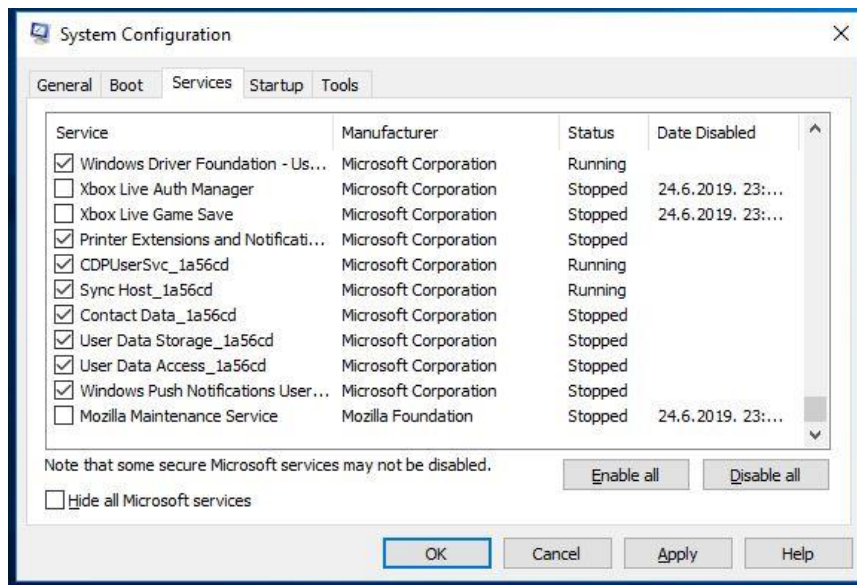 System Configuration
General Boot Services Startup Tools
Service Manufacturer Status Date Disabled
Windows Driver Foundation - Us... Microsoft Corporation Running
Xbox Live Auth Manager Microsoft Corporation Stopped 24.6.2019. 23:...
Xbox Live Game Save Microsoft Corporation Stopped 24.6.2019. 23:...
Printer Extensions and Notificati... Microsoft Corporation Stopped
CDPUserSvc_1a56cd Microsoft Corporation Running
Sync Host_1a56cd Microsoft Corporation Running
Contact Data_1a56cd Microsoft Corporation Stopped
User Data Storage_1a56cd Microsoft Corporation Stopped
User Data Access_1a56cd Microsoft Corporation Stopped
Windows Push Notifications User... Microsoft Corporation Stopped
Mozilla Maintenance Service Mozilla Foundation Stopped 24.6.2019. 23:...
Note that some secure Microsoft services may not be disabled.
Enable all Disable all
Hide all Microsoft services
OK Cancel Apply Help